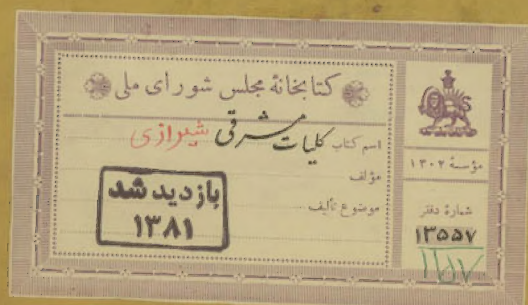 کتابخانهٔ مجلس شورای ملی
اسم کتاب کلیات مشرقی شیرازی
مؤلف
موضوع تألیف
بازدید شد
۱۳۸۱
مؤسسهٔ ۱۳۰۲
شمارهٔ دفتر
۱۳۵۵۷